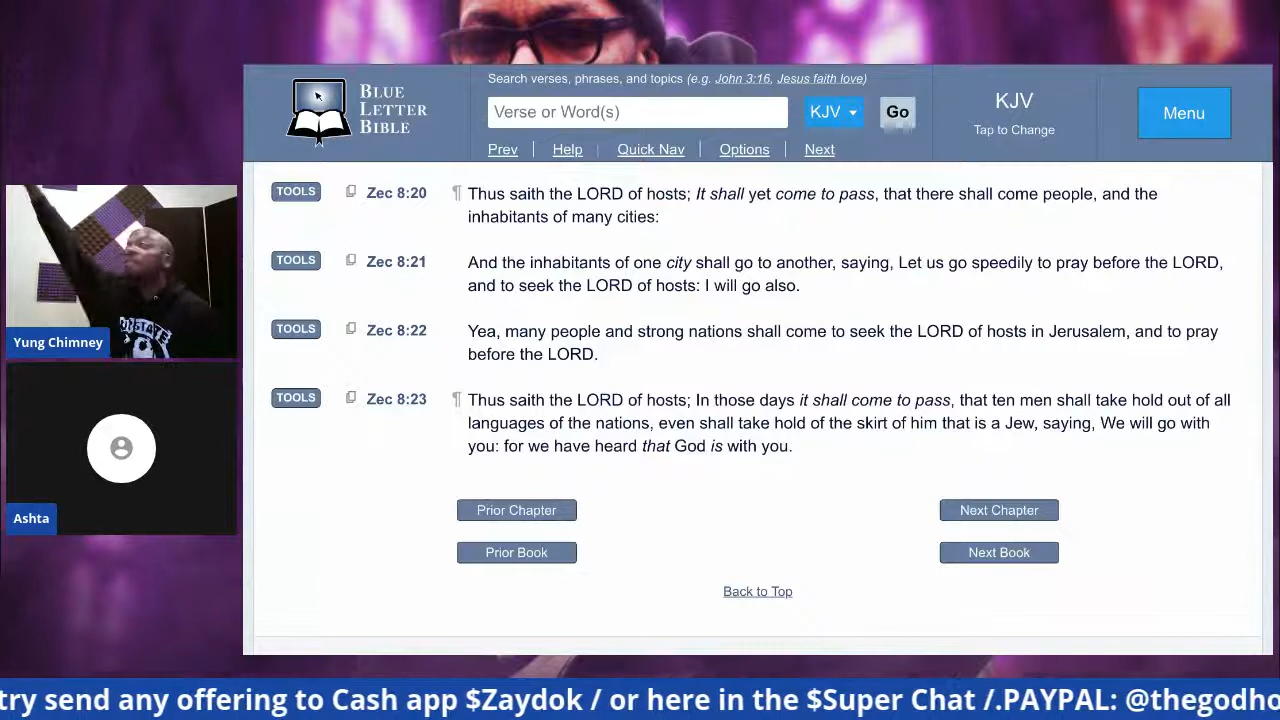 Search verses, phrases, and topics (e.g. John 3:16, Jesus faith love)
BLUE
LETTER
BIBLE
Verse or Word(s)
KJV
Go
KJV
Tap to Change
Menu
Prev
Help
Quick Nav
Options
Next
TOOLS Zec 8:20 ¶ Thus saith the LORD of hosts; It shall yet come to pass, that there shall come people, and the
inhabitants of many cities:
TOOLS Zec 8:21 And the inhabitants of one city shall go to another, saying, Let us go speedily to pray before the LORD,
and to seek the LORD of hosts: I will go also.
TOOLS Zec 8:22 Yea, many people and strong nations shall come to seek the LORD of hosts in Jerusalem, and to pray
before the LORD.
TOOLS Zec 8:23 ¶ Thus saith the LORD of hosts; In those days it shall come to pass, that ten men shall take hold out of all
languages of the nations, even shall take hold of the skirt of him that is a Jew, saying, We will go with
you: for we have heard that God is with you.
Prior Chapter
Next Chapter
Prior Book
Next Book
Back to Top
Yung Chimney
Ashta
try send any offering to Cash app $Zaydok / or here in the $Super Chat /.PAYPAL: @thegodho